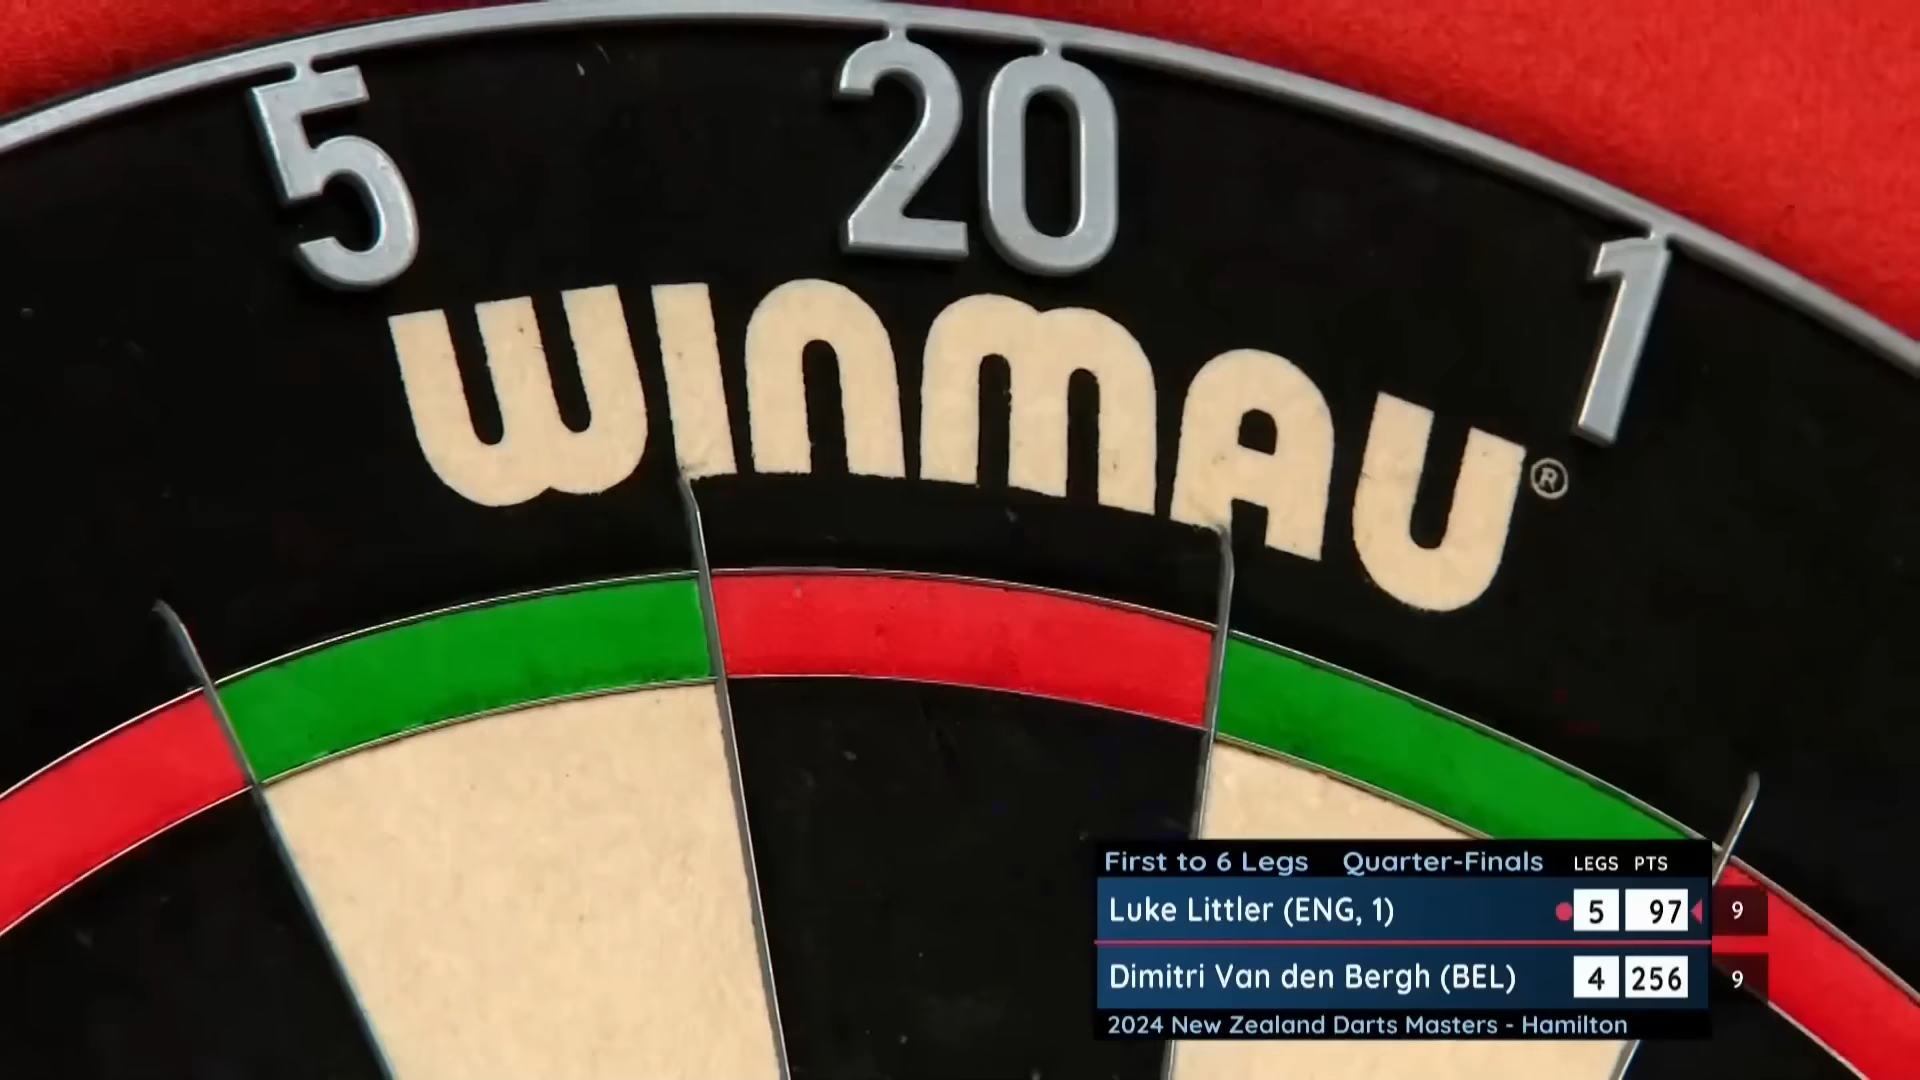 5 20 1
WINMAU®
First to 6 Legs Quarter-Finals LEGS PTS
Luke Littler (ENG, 1) 5 97 9
Dimitri Van den Bergh (BEL) 4 256 9
2024 New Zealand Darts Masters - Hamilton